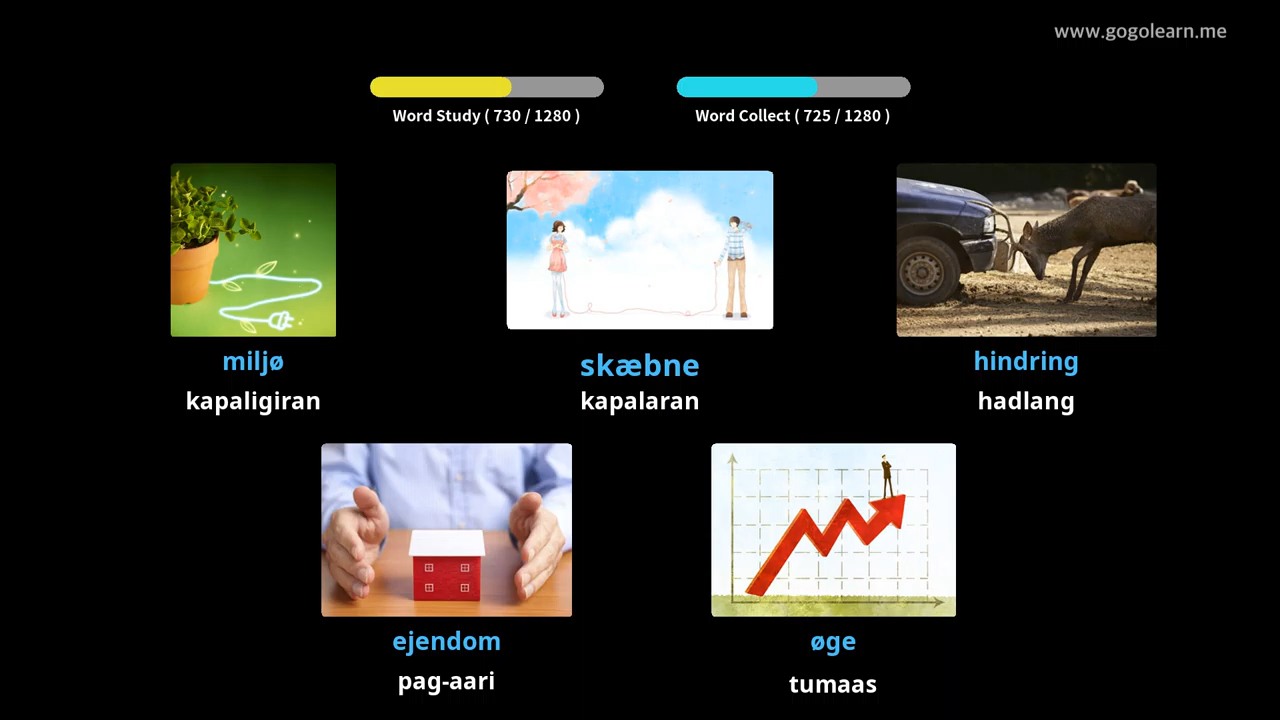 www.gogolearn.me
Word Study ( 730 / 1280 )
Word Collect ( 725 / 1280 )
miljø
kapaligiran
skæbne
kapalaran
hindring
hadlang
ejendom
pag-aari
øge
tumaas